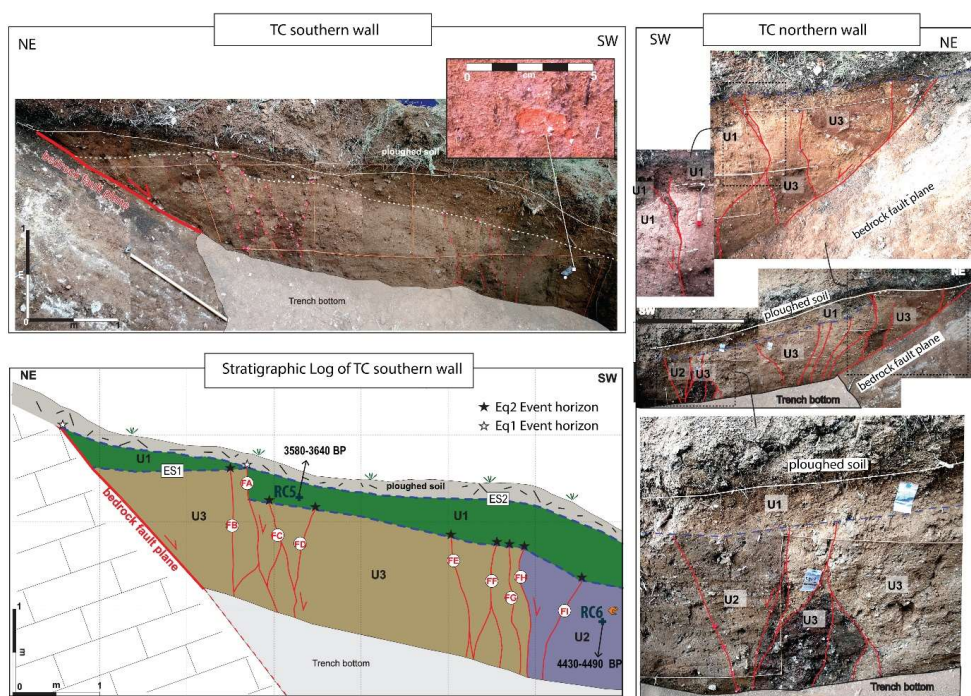 TC southern wall
NE
SW
0
cm
5
ploughed soil
bedrock fault plane
Trench bottom
1
m
0
0
m
1
Stratigraphic Log of TC southern wall
NE
SW
★ Eq2 Event horizon
☆ Eq1 Event horizon
3580-3640 BP
U1
ES1
FA
RC5
ploughed soil
ES2
bedrock fault plane
U3
FB
FC
FD
U1
U3
FE
FF
FG
FH
FI
RC6
U2
4430-4490 BP
1
m
0
m
1
Trench bottom
TC northern wall
SW
NE
U1
U3
U1
U1
U1
U3
bedrock fault plane
SW
NE
ploughed soil
U1
U3
U3
U2
U3
bedrock fault plane
Trench bottom
ploughed soil
U1
U2
U3
U3
Trench bottom